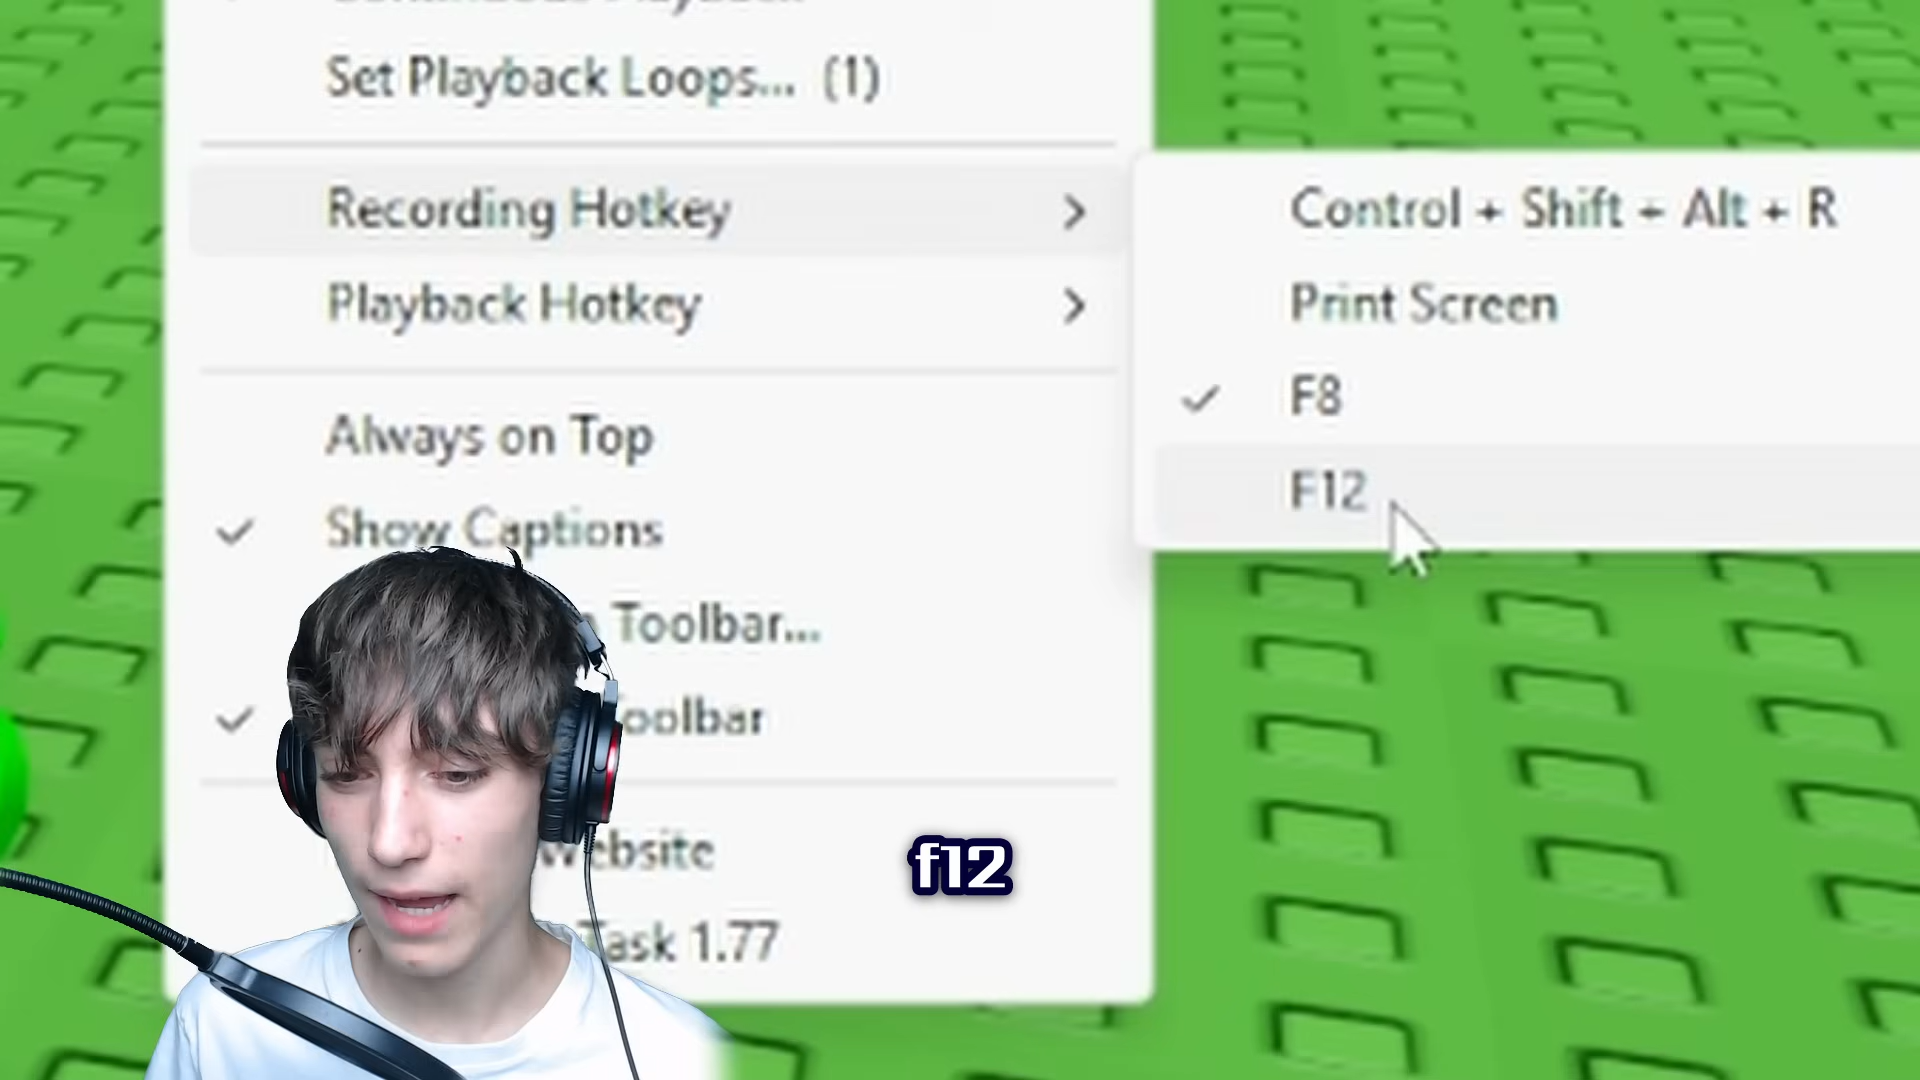 Set Playback Loops... (1)
Recording Hotkey
Playback Hotkey
Control + Shift + Alt + R
Print Screen
F8
F12
Always on Top
Show Captions
Toolbar...
oolbar
Website
Task 1.77
f12